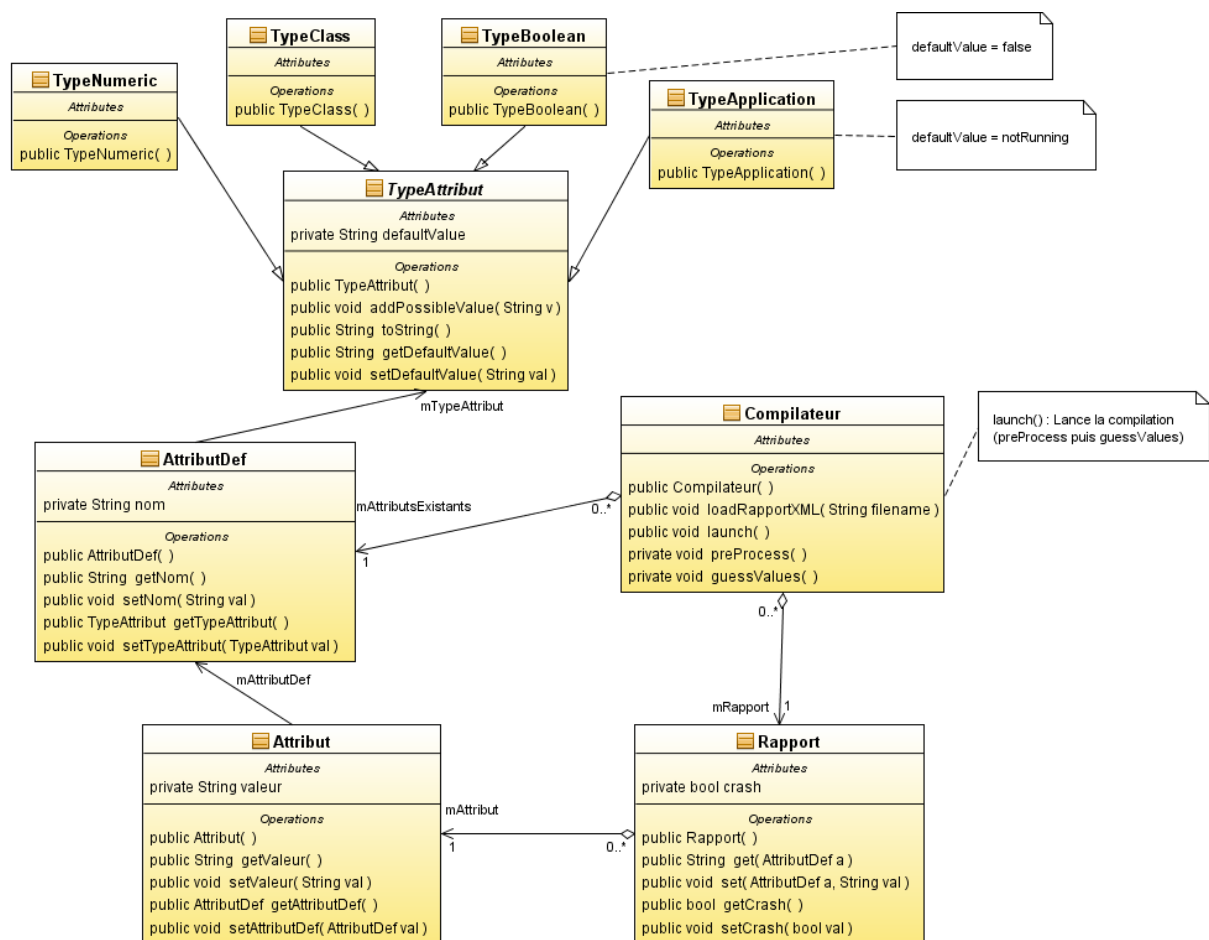 TypeClass
Attributes
Operations
public TypeClass( )
TypeBoolean
Attributes
Operations
public TypeBoolean( )
defaultValue = false
TypeNumeric
Attributes
Operations
public TypeNumeric( )
TypeApplication
Attributes
Operations
public TypeApplication( )
defaultValue = notRunning
TypeAttribut
Attributes
private String defaultValue
Operations
public TypeAttribut( )
public void addPossibleValue( String v )
public String toString( )
public String getDefaultValue( )
public void setDefaultValue( String val )
mTypeAttribut
Compilateur
Attributes
Operations
public Compilateur( )
public void loadRapportXML( String filename )
public void launch( )
private void preProcess( )
private void guessValues( )
launch() : Lance la compilation
(preProcess puis guessValues)
AttributDef
Attributes
private String nom
Operations
public AttributDef( )
public String getNom( )
public void setNom( String val )
public TypeAttribut getTypeAttribut( )
public void setTypeAttribut( TypeAttribut val )
mAttributsExistants
0..*
1
0..*
mRapport
1
mAttributDef
Attribut
Attributes
private String valeur
Operations
public Attribut( )
public String getValeur( )
public void setValeur( String val )
public AttributDef getAttributDef( )
public void setAttributDef( AttributDef val )
mAttribut
1
0..*
Rapport
Attributes
private bool crash
Operations
public Rapport( )
public String get( AttributDef a )
public void set( AttributDef a, String val )
public bool getCrash( )
public void setCrash( bool val )